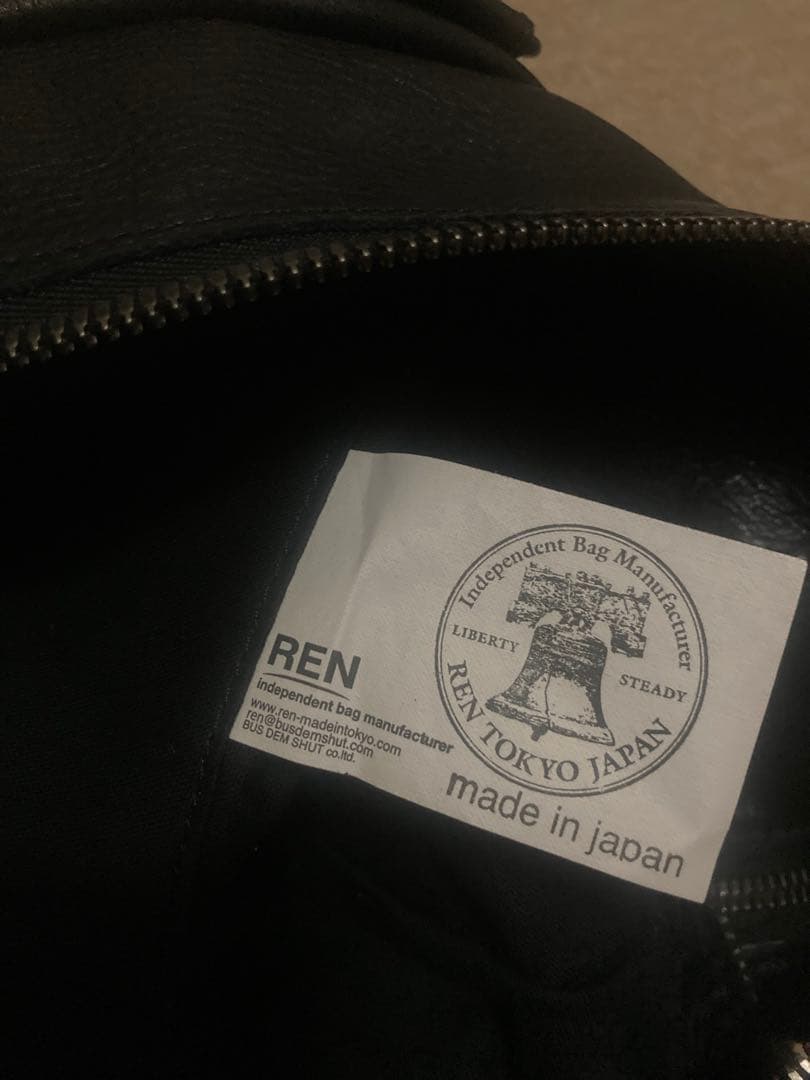 REN
independent bag manufacturer
www.ren-madeintokyo.com
ren@busdemshut.com
BUS DEM SHUT co.ltd.
Independent Bag Manufacturer
LIBERTY
STEADY
REN TOKYO JAPAN
made in japan